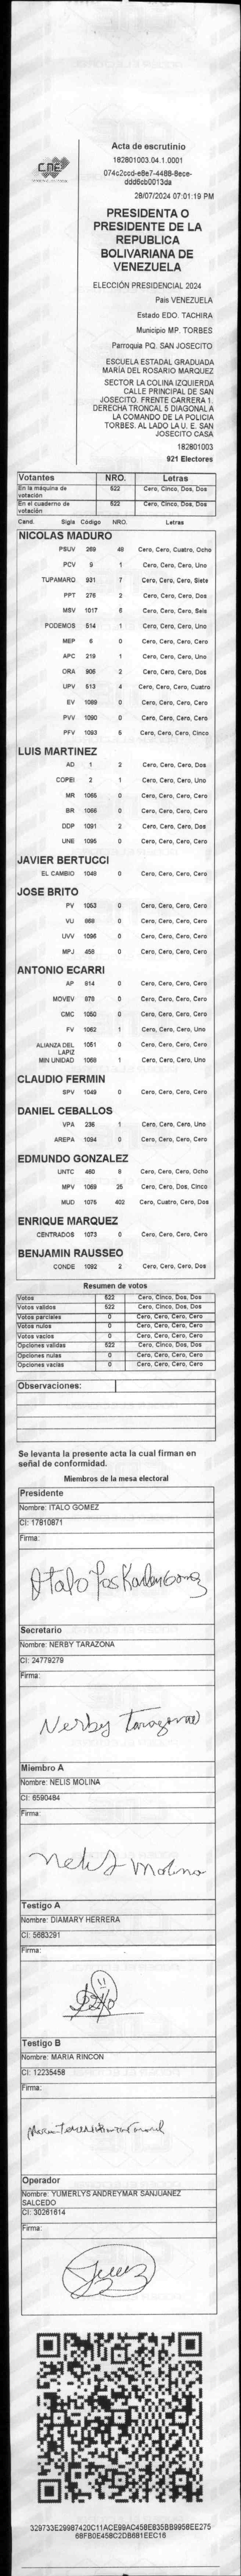 CNE
Acta de escrutinio
182801003.04.1.0001
074c2ccd-e8e7-4488-8ece-
ddd6cb0013da
28/07/2024 07:01:19 PM
PRESIDENTA O
PRESIDENTE DE LA
REPUBLICA
BOLIVARIANA DE
VENEZUELA
ELECCIÓN PRESIDENCIAL 2024
País VENEZUELA
Estado EDO. TACHIRA
Municipio MP. TORBES
Parroquia PQ. SAN JOSECITO
ESCUELA ESTADAL GRADUADA
MARÍA DEL ROSARIO MARQUEZ
SECTOR LA COLINA IZQUIERDA
CALLE PRINCIPAL DE SAN
JOSECITO. FRENTE CARRERA 1.
DERECHA TRONCAL 5 DIAGONAL A
LA COMANDO DE LA POLICIA
TORBES. AL LADO LA U. E. SAN
JOSECITO CASA
182801003
921 Electores
Votantes NRO. Letras
En la máquina de votación 522 Cero, Cinco, Dos, Dos
En el cuaderno de votación 522 Cero, Cinco, Dos, Dos
Cand. Sigla Código NRO. Letras
NICOLAS MADURO
PSUV 269 48 Cero, Cero, Cuatro, Ocho
PCV 9 1 Cero, Cero, Cero, Uno
TUPAMARO 931 7 Cero, Cero, Cero, Siete
PPT 276 2 Cero, Cero, Cero, Dos
MSV 1017 6 Cero, Cero, Cero, Seis
PODEMOS 514 1 Cero, Cero, Cero, Uno
MEP 6 0 Cero, Cero, Cero, Cero
APC 219 1 Cero, Cero, Cero, Uno
ORA 906 2 Cero, Cero, Cero, Dos
UPV 513 4 Cero, Cero, Cero, Cuatro
EV 1089 0 Cero, Cero, Cero, Cero
PVV 1090 0 Cero, Cero, Cero, Cero
PFV 1093 5 Cero, Cero, Cero, Cinco
LUIS MARTINEZ
AD 1 2 Cero, Cero, Cero, Dos
COPEI 2 1 Cero, Cero, Cero, Uno
MR 1065 0 Cero, Cero, Cero, Cero
BR 1066 0 Cero, Cero, Cero, Cero
DDP 1091 2 Cero, Cero, Cero, Dos
UNE 1095 0 Cero, Cero, Cero, Cero
JAVIER BERTUCCI
EL CAMBIO 1048 0 Cero, Cero, Cero, Cero
JOSE BRITO
PV 1053 0 Cero, Cero, Cero, Cero
VU 868 0 Cero, Cero, Cero, Cero
UVV 1096 0 Cero, Cero, Cero, Cero
MPJ 458 0 Cero, Cero, Cero, Cero
ANTONIO ECARRI
AP 814 0 Cero, Cero, Cero, Cero
MOVEV 878 0 Cero, Cero, Cero, Cero
CMC 1050 0 Cero, Cero, Cero, Cero
FV 1062 1 Cero, Cero, Cero, Uno
ALIANZA DEL LAPIZ 1051 0 Cero, Cero, Cero, Cero
MIN UNIDAD 1058 1 Cero, Cero, Cero, Uno
CLAUDIO FERMIN
SPV 1049 0 Cero, Cero, Cero, Cero
DANIEL CEBALLOS
VPA 236 1 Cero, Cero, Cero, Uno
AREPA 1094 0 Cero, Cero, Cero, Cero
EDMUNDO GONZALEZ
UNTC 460 8 Cero, Cero, Cero, Ocho
MPV 1069 25 Cero, Cero, Dos, Cinco
MUD 1075 402 Cero, Cuatro, Cero, Dos
ENRIQUE MARQUEZ
CENTRADOS 1073 0 Cero, Cero, Cero, Cero
BENJAMIN RAUSSEO
CONDE 1092 2 Cero, Cero, Cero, Dos
Resumen de votos
Votos 522 Cero, Cinco, Dos, Dos
Votos validos 522 Cero, Cinco, Dos, Dos
Votos parciales 0 Cero, Cero, Cero, Cero
Votos nulos 0 Cero, Cero, Cero, Cero
Votos vacios 0 Cero, Cero, Cero, Cero
Opciones validas 522 Cero, Cinco, Dos, Dos
Opciones nulas 0 Cero, Cero, Cero, Cero
Opciones vacias 0 Cero, Cero, Cero, Cero
Observaciones:
Se levanta la presente acta la cual firman en
señal de conformidad.
Miembros de la mesa electoral
Presidente
Nombre: ITALO GOMEZ
CI: 17810871
Firma:
Secretario
Nombre: NERBY TARAZONA
CI: 24779279
Firma:
Nerby Tarazona
Miembro A
Nombre: NELIS MOLINA
CI: 6590484
Firma:
Nelis Molina
Testigo A
Nombre: DIAMARY HERRERA
CI: 5683291
Firma:
Testigo B
Nombre: MARIA RINCON
CI: 12235458
Firma:
Operador
Nombre: YUMERLYS ANDREYMAR SANJUANEZ
SALCEDO
CI: 30261614
Firma:
329733E29987420C11ACE99AC458E835BB9958EE275
68FB0E458C2DB681EEC16